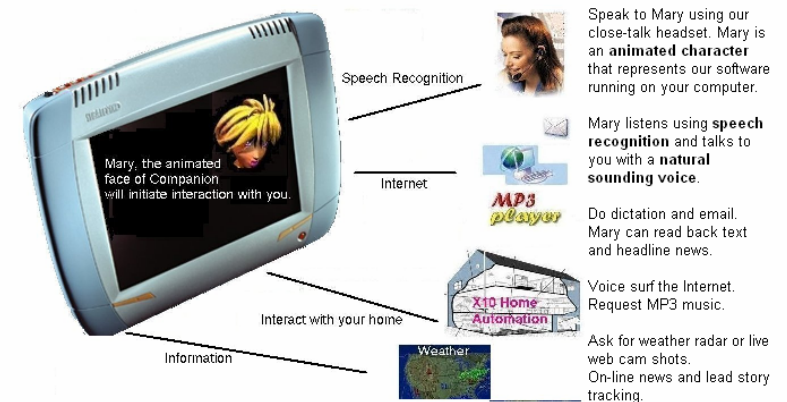 Mary, the animated
face of Companion
will initiate interaction with you.
Speech Recognition
Internet
MP3
player
Interact with your home
X10 Home
Automation
Information
Weather
Speak to Mary using our
close-talk headset. Mary is
an animated character
that represents our software
running on your computer.
Mary listens using speech
recognition and talks to
you with a natural
sounding voice.
Do dictation and email.
Mary can read back text
and headline news.
Voice surf the Internet.
Request MP3 music.
Ask for weather radar or live
web cam shots.
On-line news and lead story
tracking.